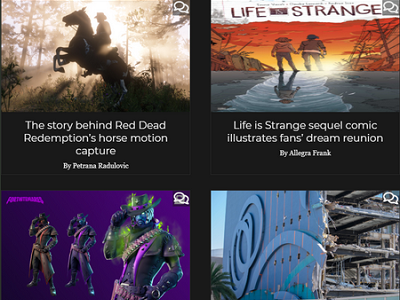 LIFE IS STRANGE
The story behind Red Dead
Redemption's horse motion
capture
By Petrana Radulovic
Life is Strange sequel comic
illustrates fans' dream reunion
By Allegra Frank